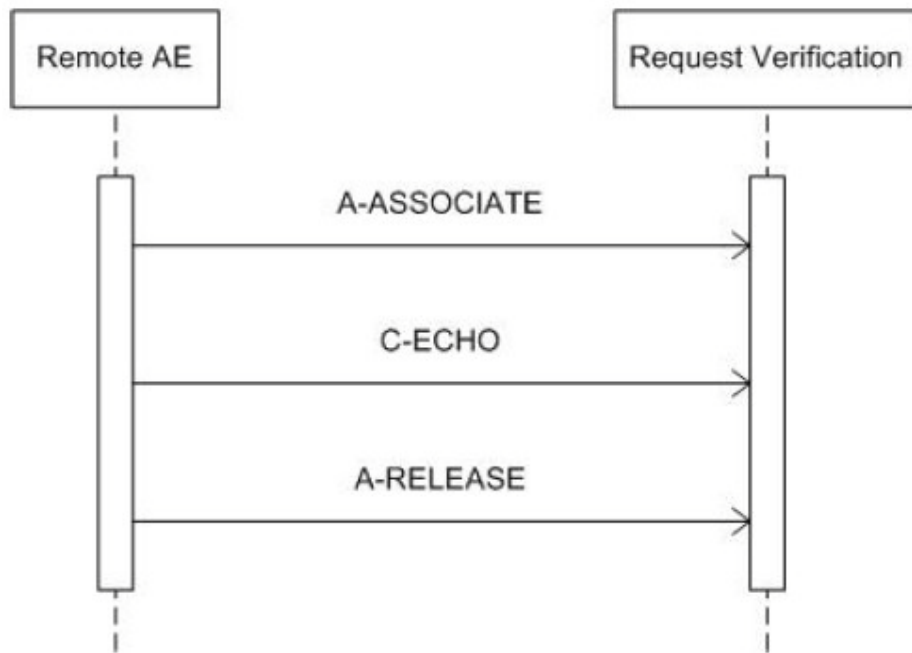 Remote AE
Request Verification
A-ASSOCIATE
C-ECHO
A-RELEASE